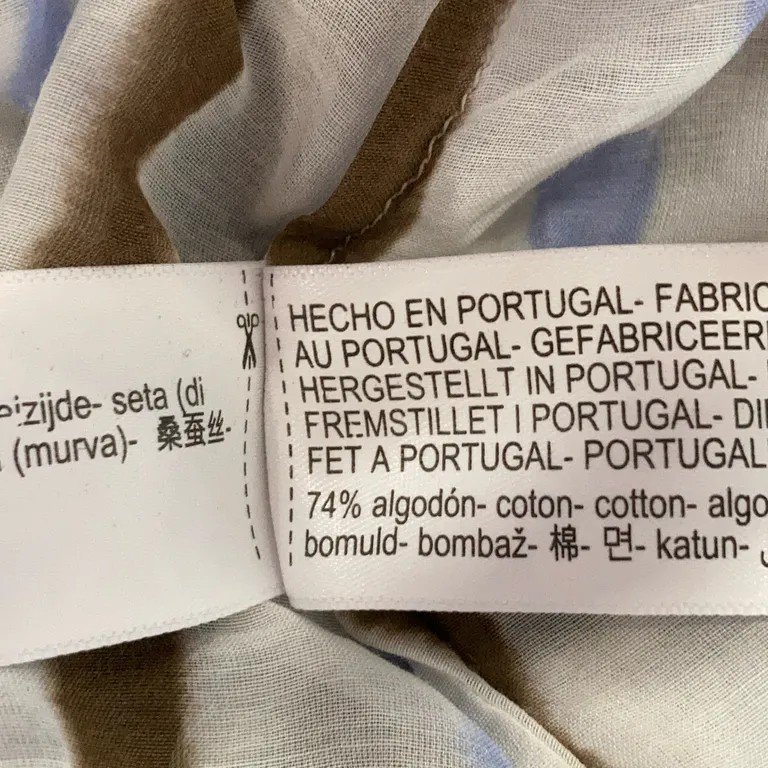 zijde- seta (di
(murva)- 桑蚕丝-
HECHO EN PORTUGAL- FABRIC
AU PORTUGAL- GEFABRICEER
HERGESTELLT IN PORTUGAL-
FREMSTILLET I PORTUGAL- DI
FET A PORTUGAL- PORTUGAL
74% algodón- coton- cotton- algo
bomuld- bombaž- 棉- 면- katun-